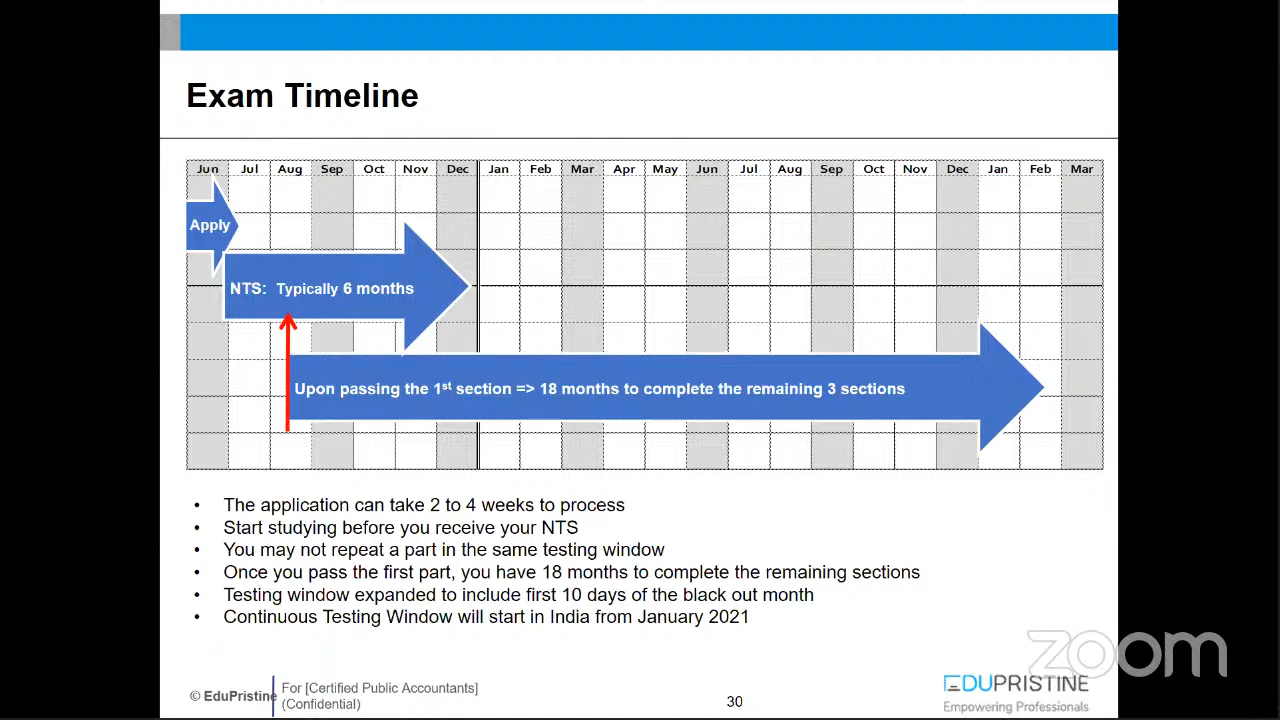 Exam Timeline
Jun Jul Aug Sep Oct Nov Dec Jan Feb Mar Apr May Jun Jul Aug Sep Oct Nov Dec Jan Feb Mar
Apply
NTS: Typically 6 months
Upon passing the 1st section => 18 months to complete the remaining 3 sections
• The application can take 2 to 4 weeks to process
• Start studying before you receive your NTS
• You may not repeat a part in the same testing window
• Once you pass the first part, you have 18 months to complete the remaining sections
• Testing window expanded to include first 10 days of the black out month
• Continuous Testing Window will start in India from January 2021
zoom
© EduPristine
For [Certified Public Accountants]
(Confidential)
30
EDUPRISTINE
Empowering Professionals